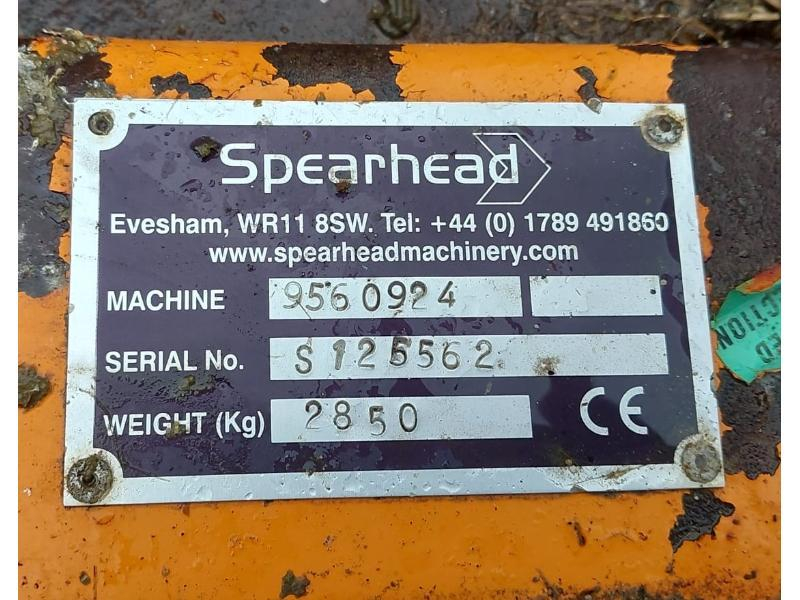 Spearhead
Evesham, WR11 8SW. Tel: +44 (0) 1789 491860
www.spearheadmachinery.com
MACHINE 9560924
SERIAL No. S125562
WEIGHT (Kg) 2850 CE